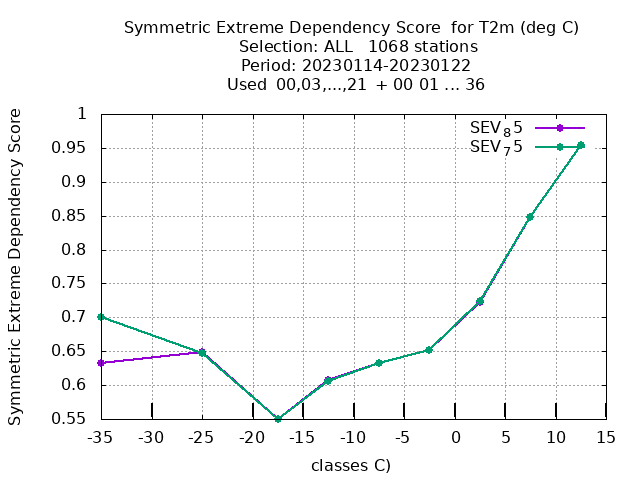 Symmetric Extreme Dependency Score  for T2m (deg C)
Selection: ALL   1068 stations
Period: 20230114-20230122
Used  00,03,...,21  + 00 01 ... 36
Symmetric Extreme Dependency Score
1
0.95
0.9
0.85
0.8
0.75
0.7
0.65
0.6
0.55
SEV₈5
SEV₇5
-35 -30 -25 -20 -15 -10 -5 0 5 10 15
classes C)